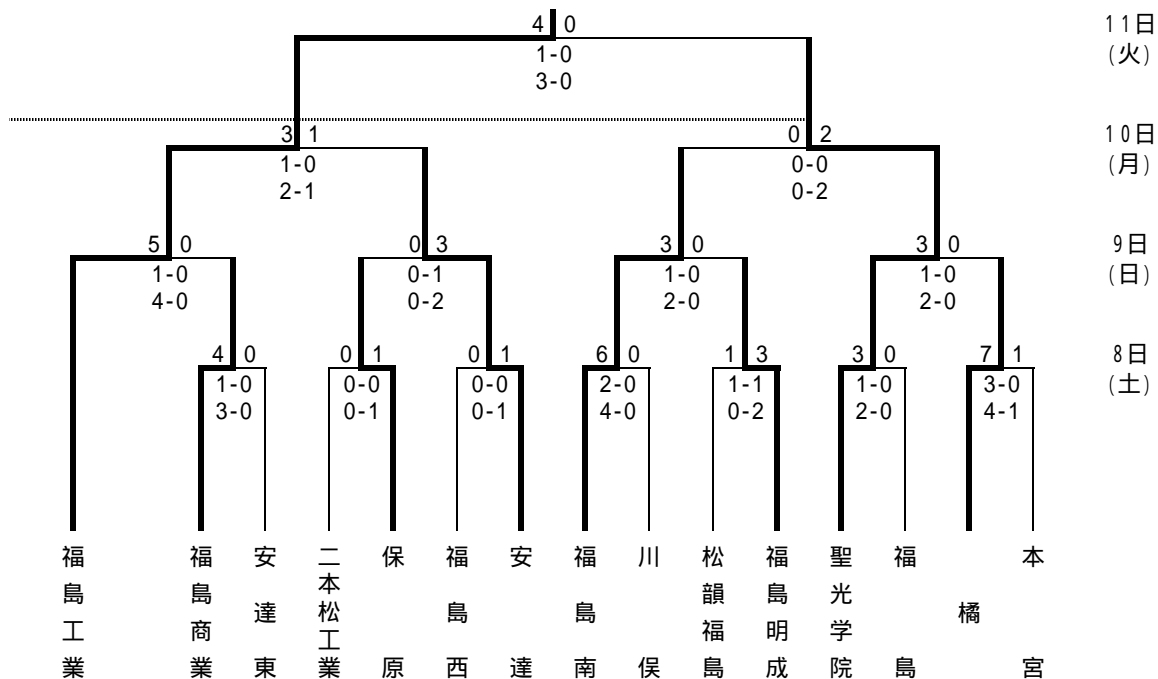 4 0
11日
1-0
(火)
3-0
3 1
0 2
10日
1-0
0-0
(月)
2-1
0-2
5 0
0 3
3 0
3 0
9日
1-0
0-1
1-0
1-0
(日)
4-0
0-2
2-0
2-0
4 0
0 1
0 1
6 0
1 3
3 0
7 1
8日
1-0
0-0
0-0
2-0
1-1
1-0
3-0
(土)
3-0
0-1
0-1
4-0
0-2
2-0
4-1
福島工業
福島商業
安達東
二本松工業
保原
福島西
安達
福島南
川俣
松韻福島
福島明成
聖光学院
福島
橘
本宮